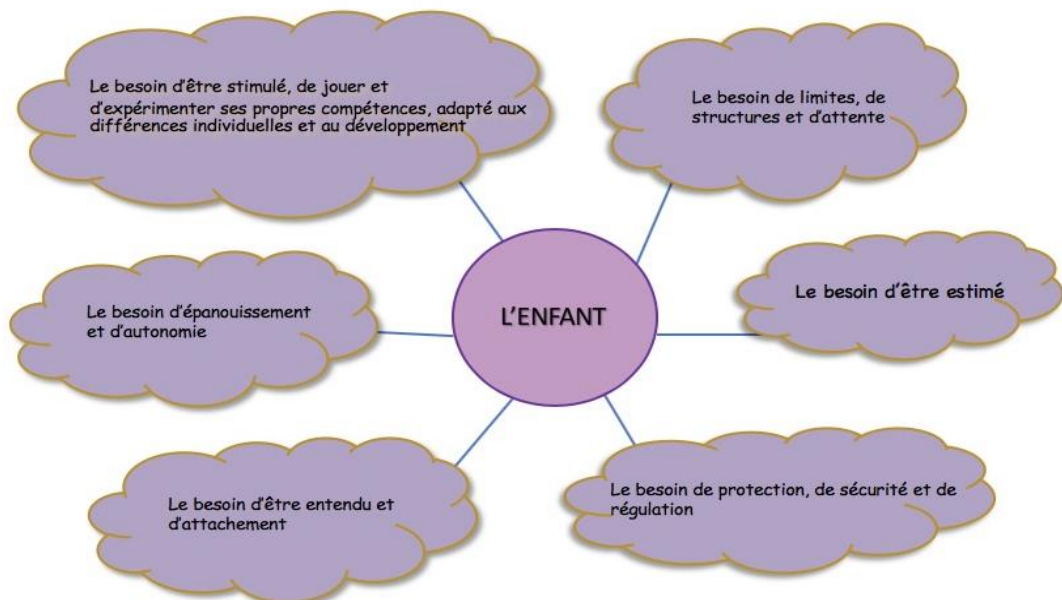 Le besoin d'être stimulé, de jouer et
d'expérimenter ses propres compétences, adapté aux
différences individuelles et au développement
Le besoin de limites, de
structures et d'attente
Le besoin d'épanouissement
et d'autonomie
L'ENFANT
Le besoin d'être estimé
Le besoin d'être entendu et
d'attachement
Le besoin de protection, de sécurité et de
régulation